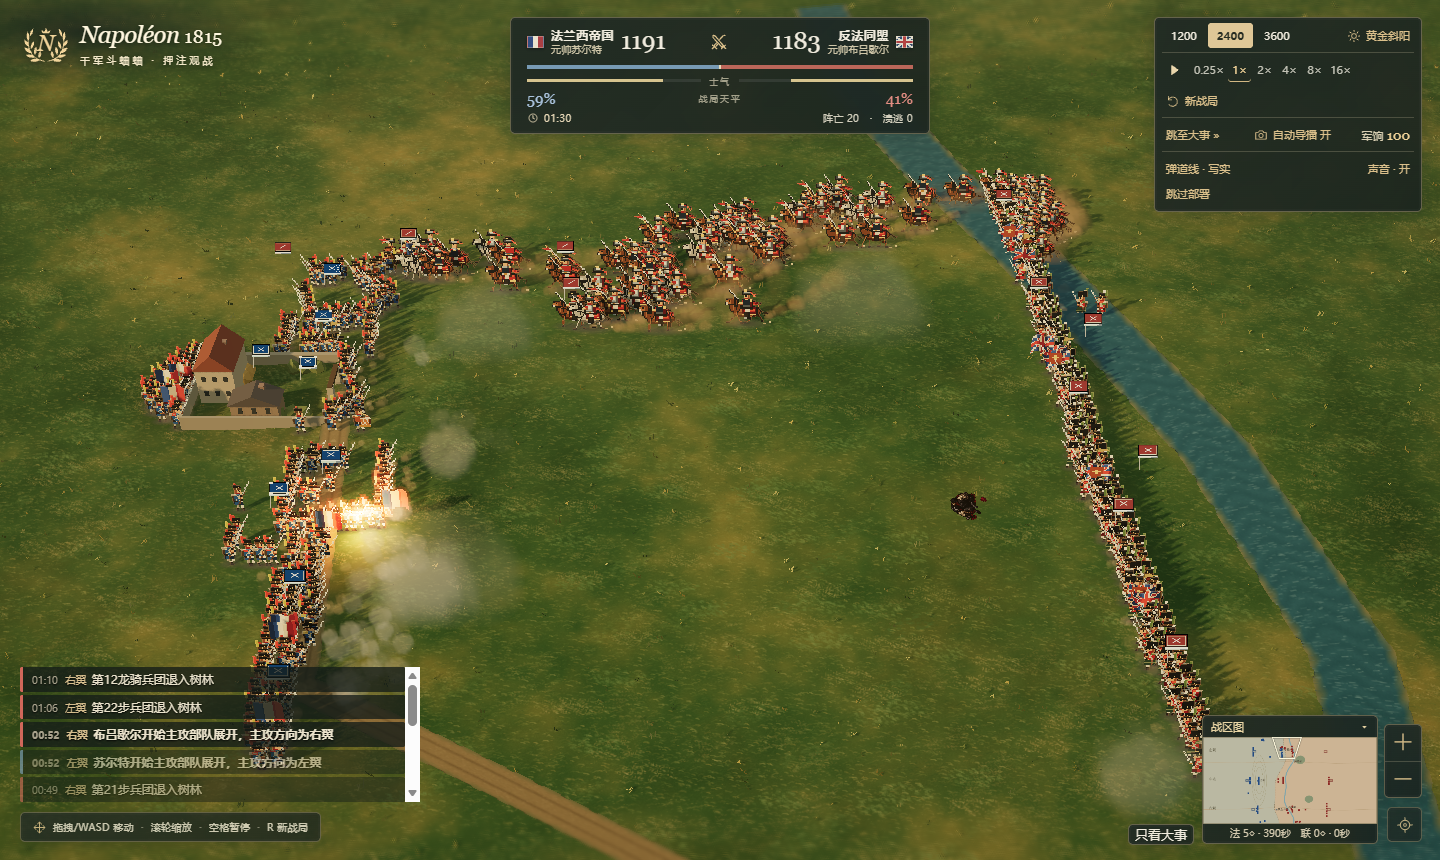 Napoléon 1815
千军斗蛐蛐 · 押注观战
法兰西帝国
元帅苏尔特
1191
1183
反法同盟
元帅布吕歇尔
士气
59%
战局天平
41%
01:30
阵亡 20 · 溃逃 0
1200 2400 3600 黄金斜阳
0.25× 1× 2× 4× 8× 16×
新战局
跳至大事 » 自动导播 开 军饷 100
弹道线 · 写实 声音 · 开
跳过部署
01:10 右翼 第12龙骑兵团退入树林
01:06 左翼 第22步兵团退入树林
00:52 右翼 布吕歇尔开始主攻部队展开，主攻方向为右翼
00:52 左翼 苏尔特开始主攻部队展开，主攻方向为左翼
00:49 右翼 第21步兵团退入树林
拖拽/WASD 移动 · 滚轮缩放 · 空格暂停 · R 新战局
战区图
只看大事
法 5⋄ · 390秒 联 0⋄ · 0秒